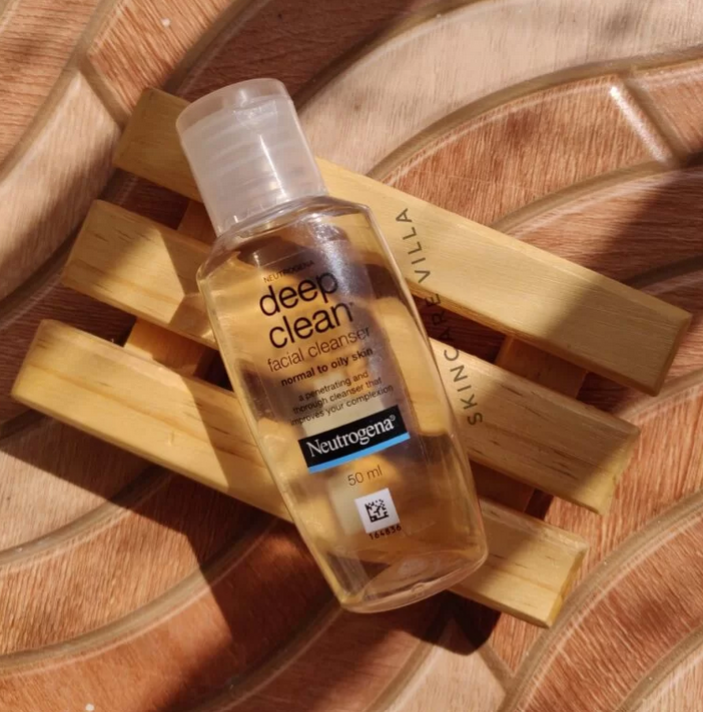 NEUTROGENA
deep
clean™
facial cleanser
normal to oily skin
a penetrating and
thorough cleanser that
improves your complexion
Neutrogena®
50 ml
SKINCARE VILLA